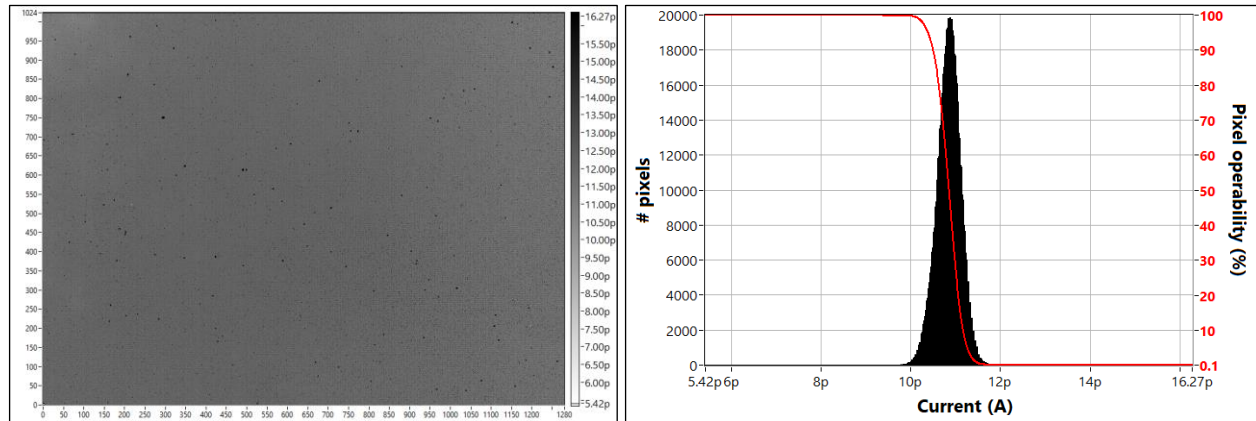 1024
950
900
850
800
750
700
650
600
550
500
450
400
350
300
250
200
150
100
50
0
0 50 100 150 200 250 300 350 400 450 500 550 600 650 700 750 800 850 900 950 1000 1050 1100 1150 1200 1280
16.27p
15.50p
15.00p
14.50p
14.00p
13.50p
13.00p
12.50p
12.00p
11.50p
11.00p
10.50p
10.00p
9.50p
9.00p
8.50p
8.00p
7.50p
7.00p
6.50p
6.00p
5.42p
# pixels
20000
18000
16000
14000
12000
10000
8000
6000
4000
2000
0
5.42p 6p 8p 10p 12p 14p 16.27p
Current (A)
100
90
80
70
60
50
40
30
20
10
0.1
Pixel operability (%)